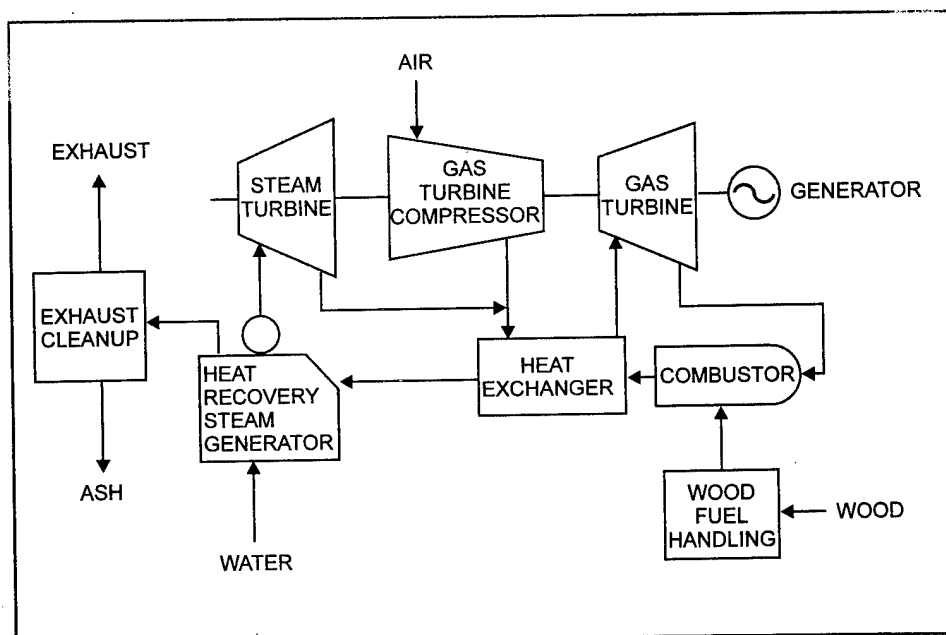 AIR
EXHAUST
STEAM
TURBINE
GAS
TURBINE
COMPRESSOR
GAS
TURBINE
GENERATOR
EXHAUST
CLEANUP
HEAT
RECOVERY
STEAM
GENERATOR
HEAT
EXCHANGER
COMBUSTOR
ASH
WATER
WOOD
FUEL
HANDLING
WOOD